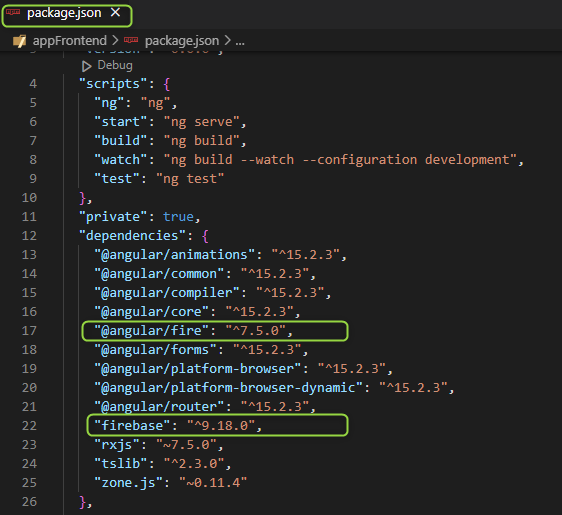 package.json
appFrontend > package.json > ...
Debug
4 "scripts": {
5 "ng": "ng",
6 "start": "ng serve",
7 "build": "ng build",
8 "watch": "ng build --watch --configuration development",
9 "test": "ng test"
10 },
11 "private": true,
12 "dependencies": {
13 "@angular/animations": "^15.2.3",
14 "@angular/common": "^15.2.3",
15 "@angular/compiler": "^15.2.3",
16 "@angular/core": "^15.2.3",
17 "@angular/fire": "^7.5.0",
18 "@angular/forms": "^15.2.3",
19 "@angular/platform-browser": "^15.2.3",
20 "@angular/platform-browser-dynamic": "^15.2.3",
21 "@angular/router": "^15.2.3",
22 "firebase": "^9.18.0",
23 "rxjs": "~7.5.0",
24 "tslib": "^2.3.0",
25 "zone.js": "~0.11.4"
26 },